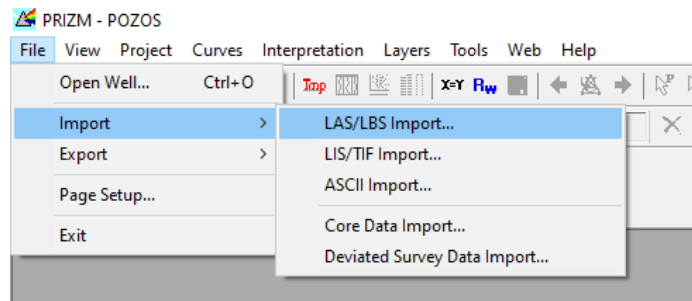 PRIZM - POZOS
File View Project Curves Interpretation Layers Tools Web Help
Open Well... Ctrl+O
Tmp X=Y Rw
Import > LAS/LBS Import...
Export > LIS/TIF Import...
ASCII Import...
Page Setup...
Core Data Import...
Exit
Deviated Survey Data Import...